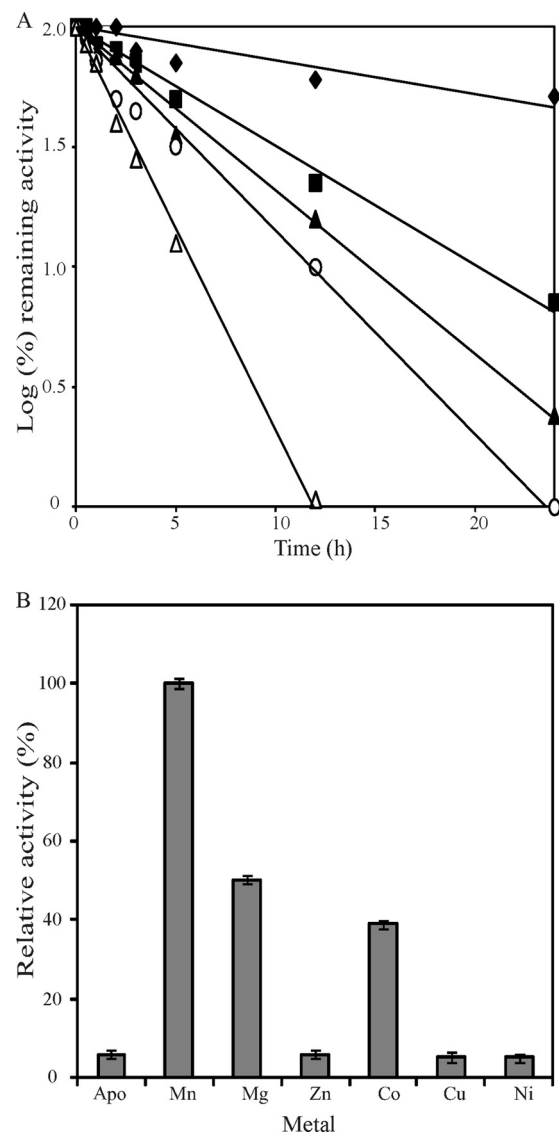 A
2.0
1.5
1.0
0.5
0
Log (%) remaining activity
0 5 10 15 20
Time (h)
B
120
100
80
60
40
20
0
Relative activity (%)
Apo Mn Mg Zn Co Cu Ni
Metal